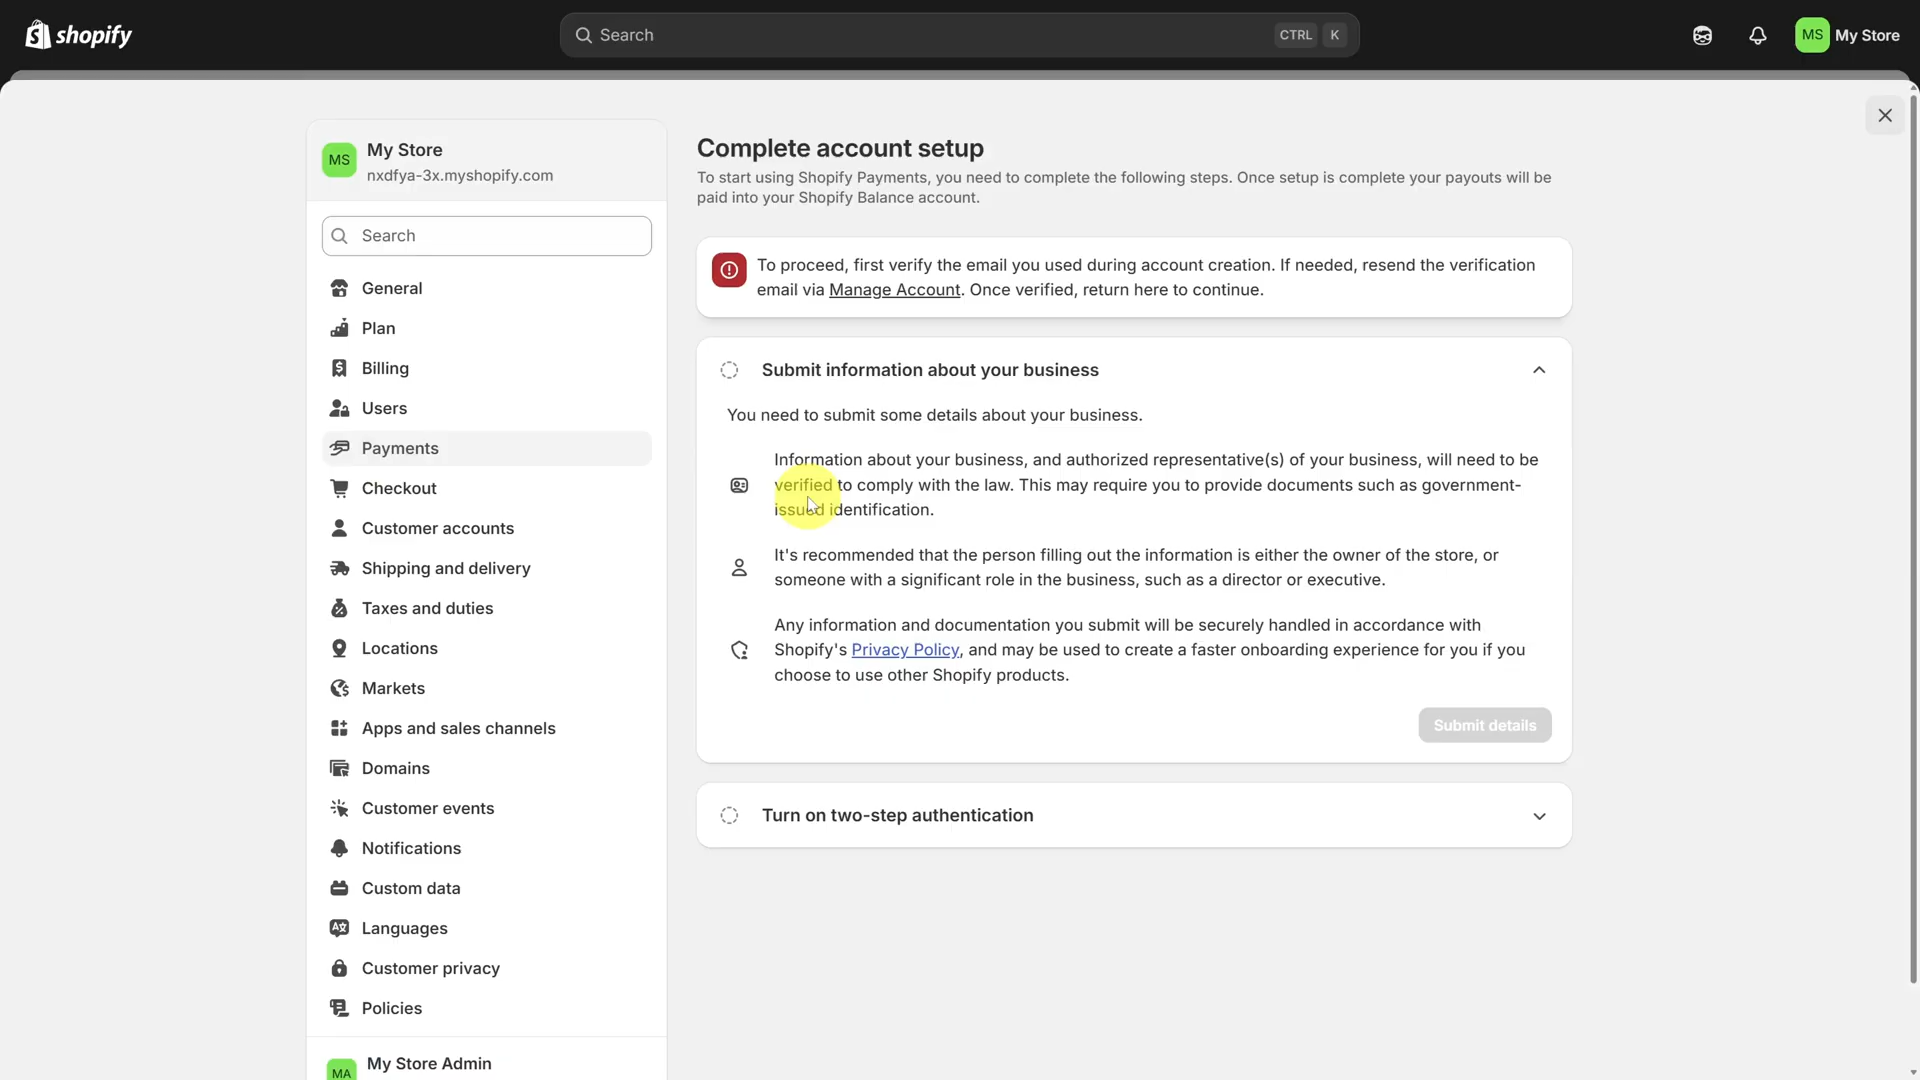 shopify
Search
CTRL K
MS My Store
MS
My Store
nxdfya-3x.myshopify.com
Search
General
Plan
Billing
Users
Payments
Checkout
Customer accounts
Shipping and delivery
Taxes and duties
Locations
Markets
Apps and sales channels
Domains
Customer events
Notifications
Custom data
Languages
Customer privacy
Policies
MA
My Store Admin
Complete account setup
To start using Shopify Payments, you need to complete the following steps. Once setup is complete your payouts will be
paid into your Shopify Balance account.
To proceed, first verify the email you used during account creation. If needed, resend the verification
email via Manage Account. Once verified, return here to continue.
Submit information about your business
You need to submit some details about your business.
Information about your business, and authorized representative(s) of your business, will need to be
verified to comply with the law. This may require you to provide documents such as government-
issued identification.
It's recommended that the person filling out the information is either the owner of the store, or
someone with a significant role in the business, such as a director or executive.
Any information and documentation you submit will be securely handled in accordance with
Shopify's Privacy Policy, and may be used to create a faster onboarding experience for you if you
choose to use other Shopify products.
Submit details
Turn on two-step authentication